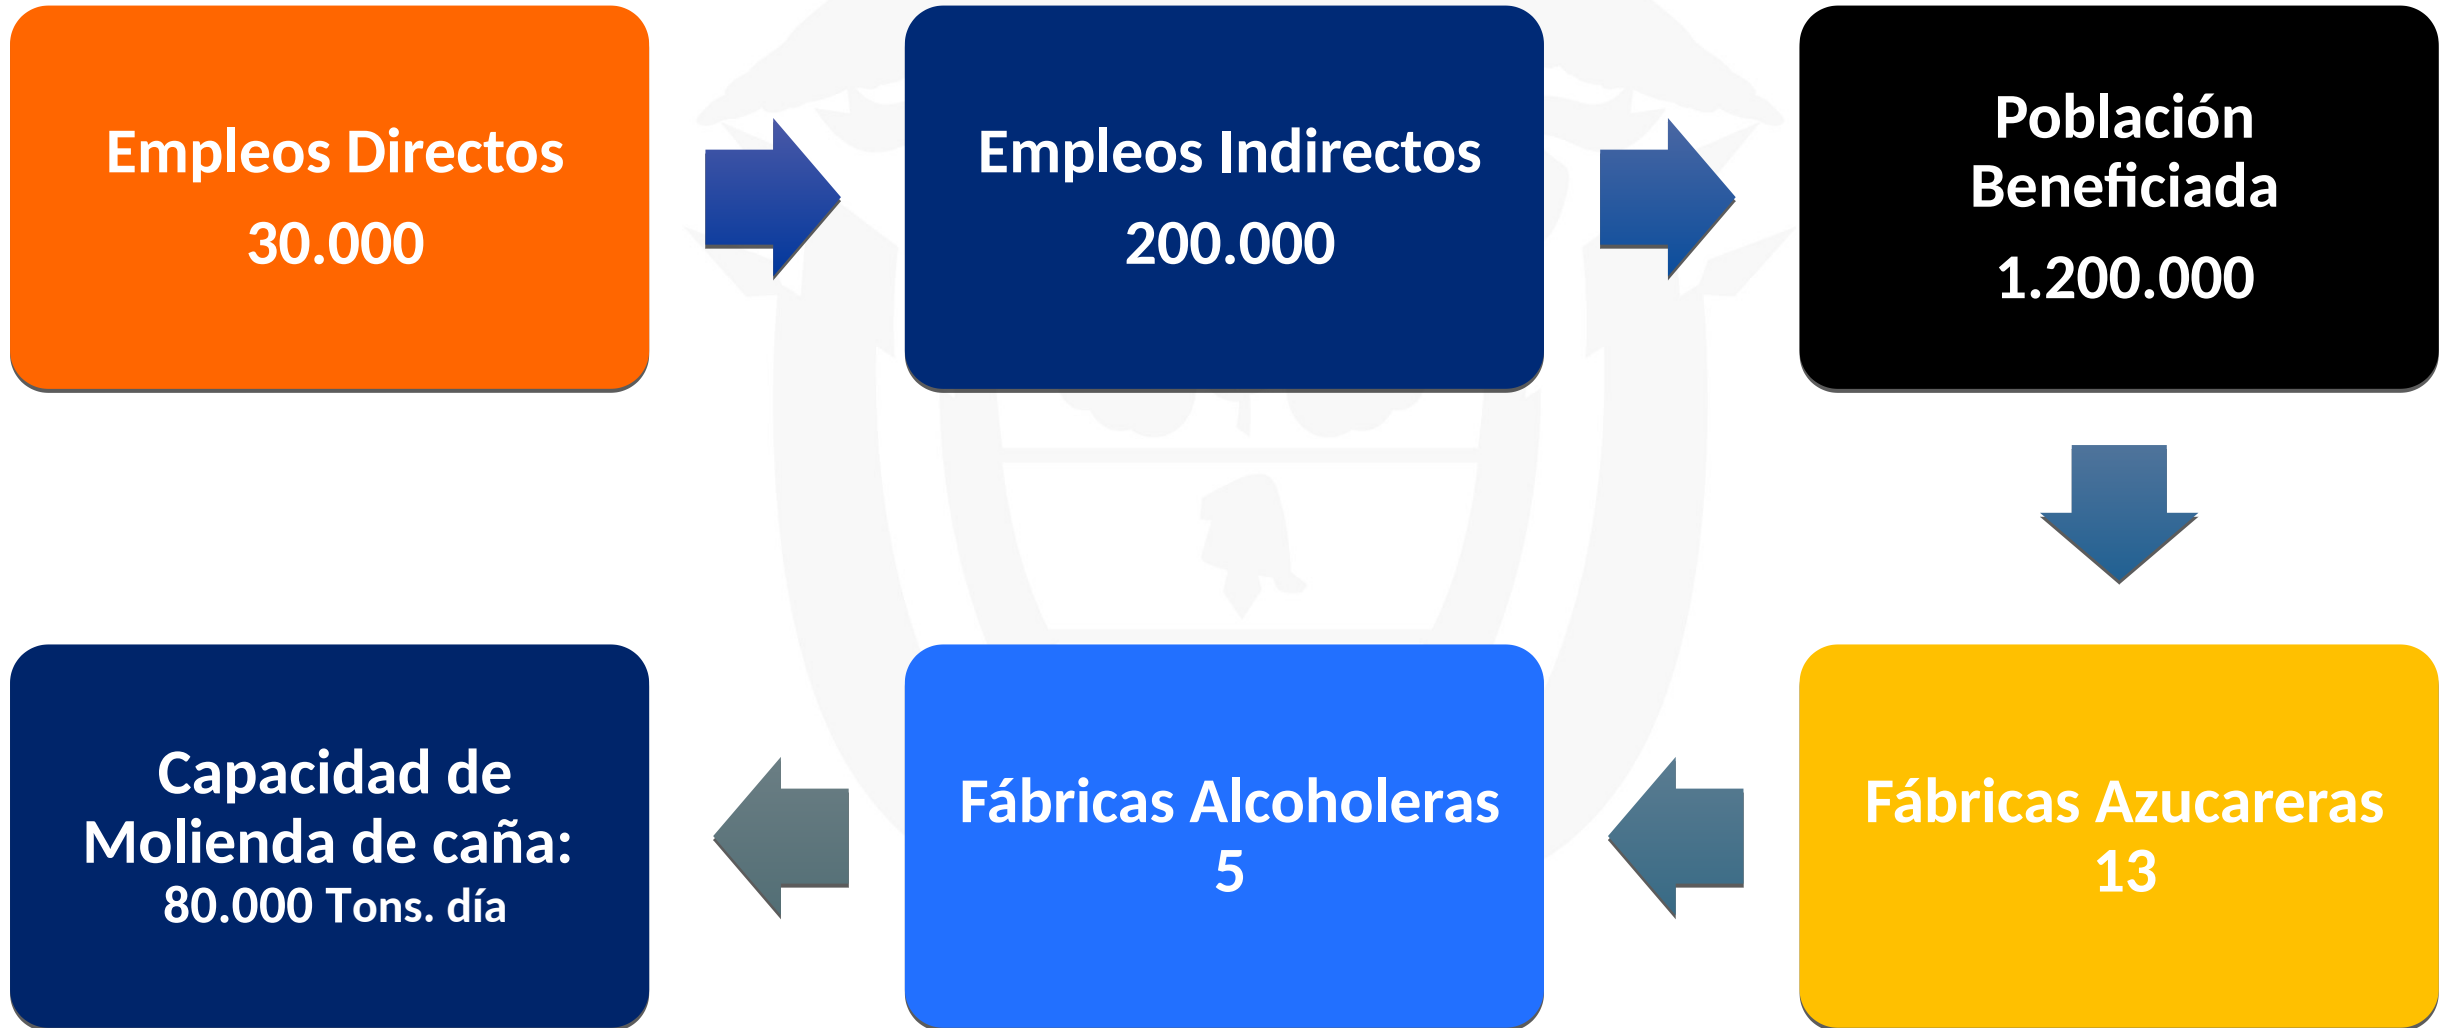 Empleos Directos
30.000
Empleos Indirectos
200.000
Población
Beneficiada
1.200.000
Fábricas Azucareras
13
Fábricas Alcoholeras
5
Capacidad de
Molienda de caña:
80.000 Tons. día